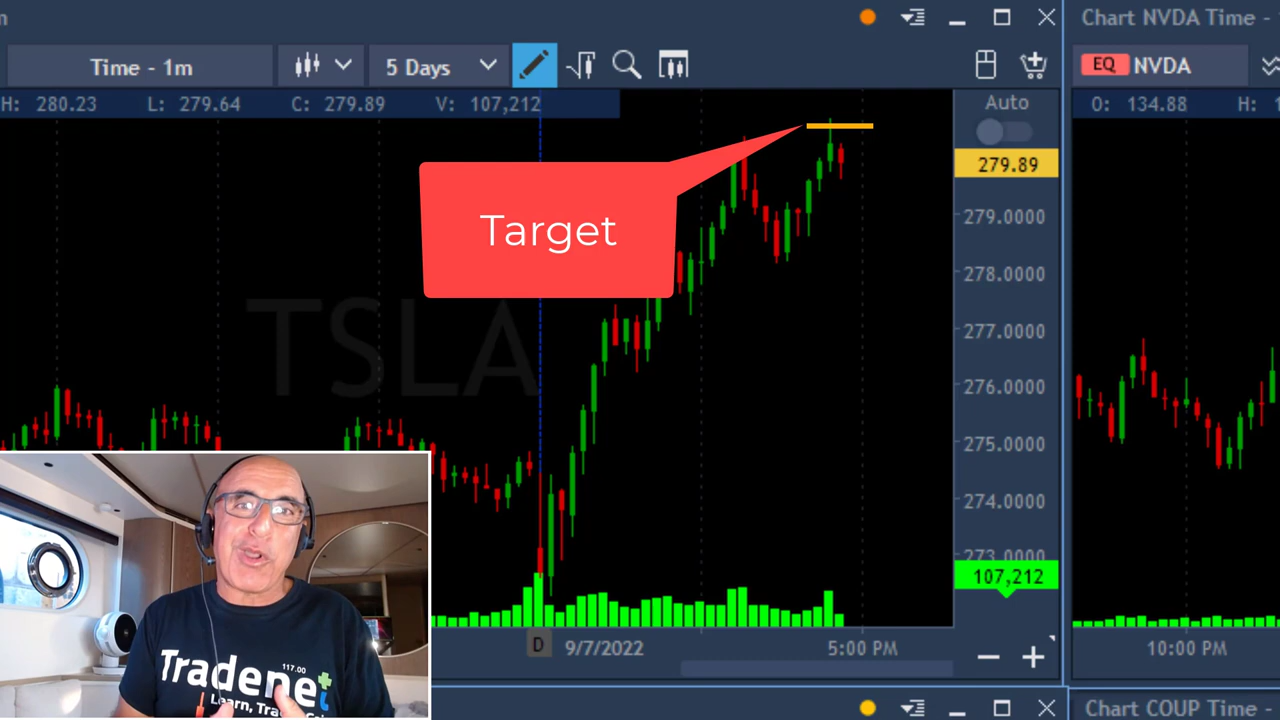 Chart NVDA Time -
Time - 1m
5 Days
EQ NVDA
H: 280.23 L: 279.64 C: 279.89 V: 107,212
Auto
O: 134.88 H:
279.89
Target
279.0000
278.0000
TSLA
277.0000
276.0000
275.0000
274.0000
273.0000
107,212
D 9/7/2022
5:00 PM
10:00 PM
117.00
Tradenet
Learn, Trade
Chart COUP Time -